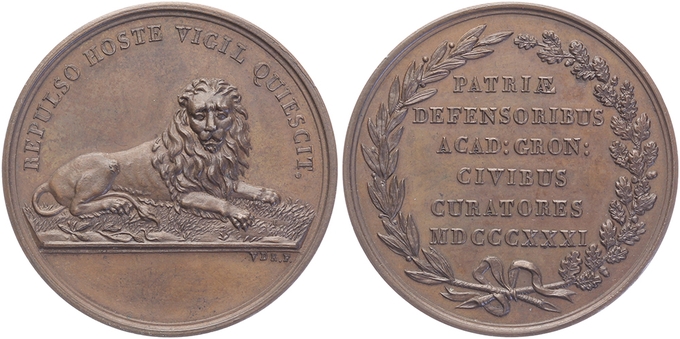 REPULSO HOSTE VIGIL QUIESCIT.
PATRIÆ
DEFENSORIBUS
ACAD: GRON:
CIVIBUS
CURATORES
MDCCCXXXI